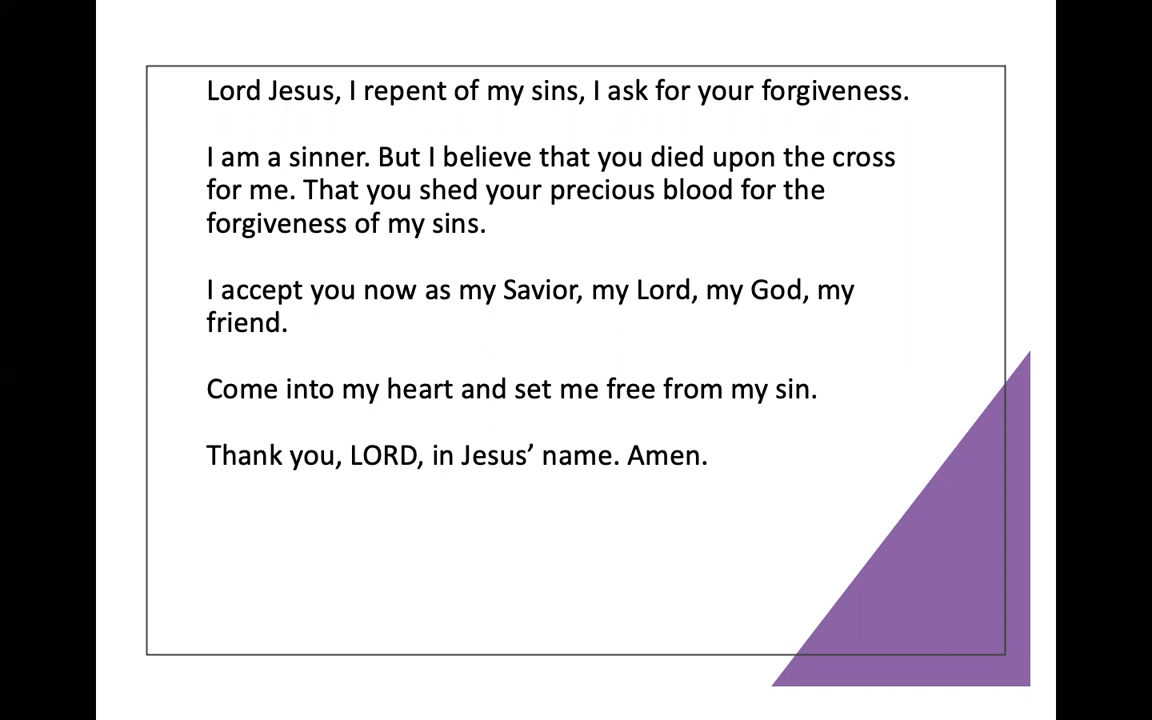 Lord Jesus, I repent of my sins, I ask for your forgiveness.
I am a sinner. But I believe that you died upon the cross
for me. That you shed your precious blood for the
forgiveness of my sins.
I accept you now as my Savior, my Lord, my God, my
friend.
Come into my heart and set me free from my sin.
Thank you, LORD, in Jesus’ name. Amen.